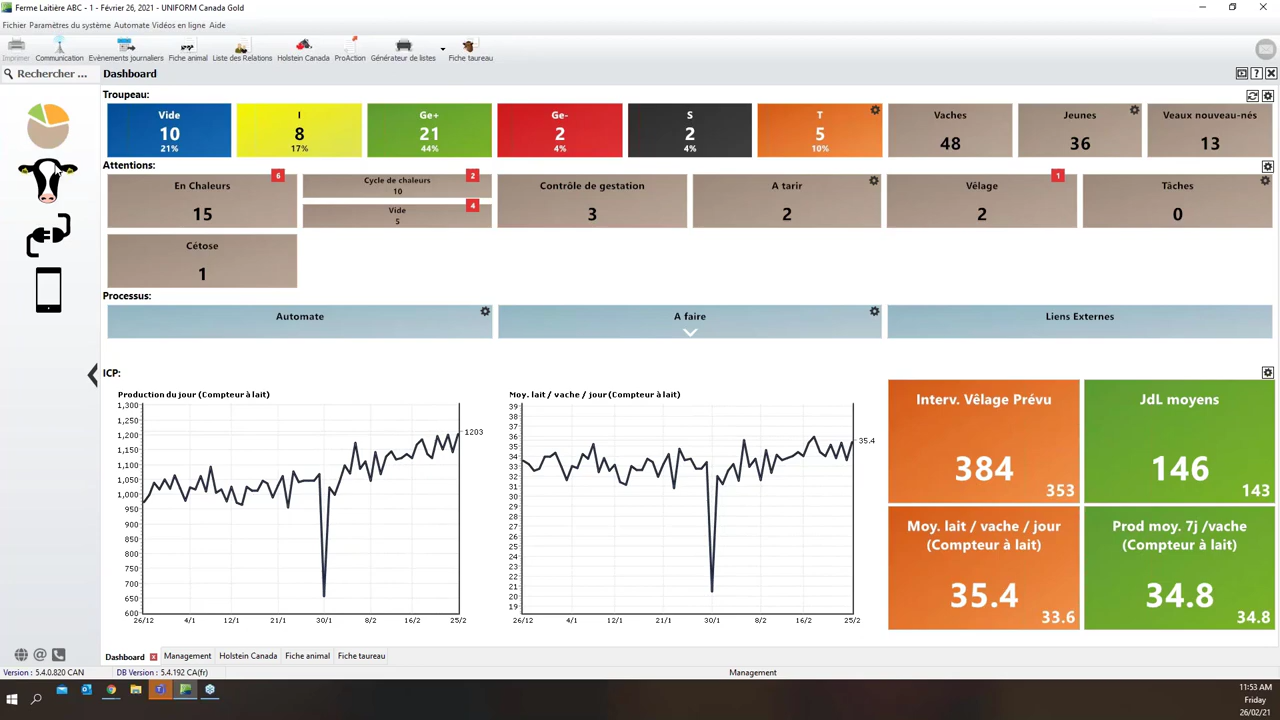 Ferme Laitière ABC - 1 - Février 26, 2021 - UNIFORM Canada Gold
Fichier Paramètres du système Automate Vidéos en ligne Aide
Imprimer Communication Evènements journaliers Fiche animal Liste des Relations Holstein Canada ProAction Générateur de listes Fiche taureau
Rechercher ... Dashboard
Troupeau:
Vide I Ge+ Ge- S T Vaches Jeunes Veaux nouveau-nés
10 8 21 2 2 5 48 36 13
21% 17% 44% 4% 4% 10%
Attentions:
6 2 1
En Chaleurs Cycle de chaleurs Contrôle de gestation A tarir Vêlage Tâches
10
4
15 Vide 3 2 2 0
5
Cétose
1
Processus:
Automate A faire Liens Externes
ICP:
Production du jour (Compteur à lait)
1,300
1,250
1,200
1,150
1,100
1,050
1,000
950
900
850
800
750
700
650
600
1203
26/12 4/1 12/1 21/1 30/1 8/2 16/2 25/2
Moy. lait / vache / jour (Compteur à lait)
39
38
37
36
35
34
33
32
31
30
29
28
27
26
25
24
23
22
21
20
19
35.4
26/12 4/1 12/1 21/1 30/1 8/2 16/2 25/2
Interv. Vêlage Prévu
384
353
JdL moyens
146
143
Moy. lait / vache / jour
(Compteur à lait)
35.4
33.6
Prod moy. 7j /vache
(Compteur à lait)
34.8
34.8
Dashboard Management Holstein Canada Fiche animal Fiche taureau
Version : 5.4.0.820 CAN DB Version : 5.4.192 CA(fr) Management
11:53 AM
Friday
26/02/21